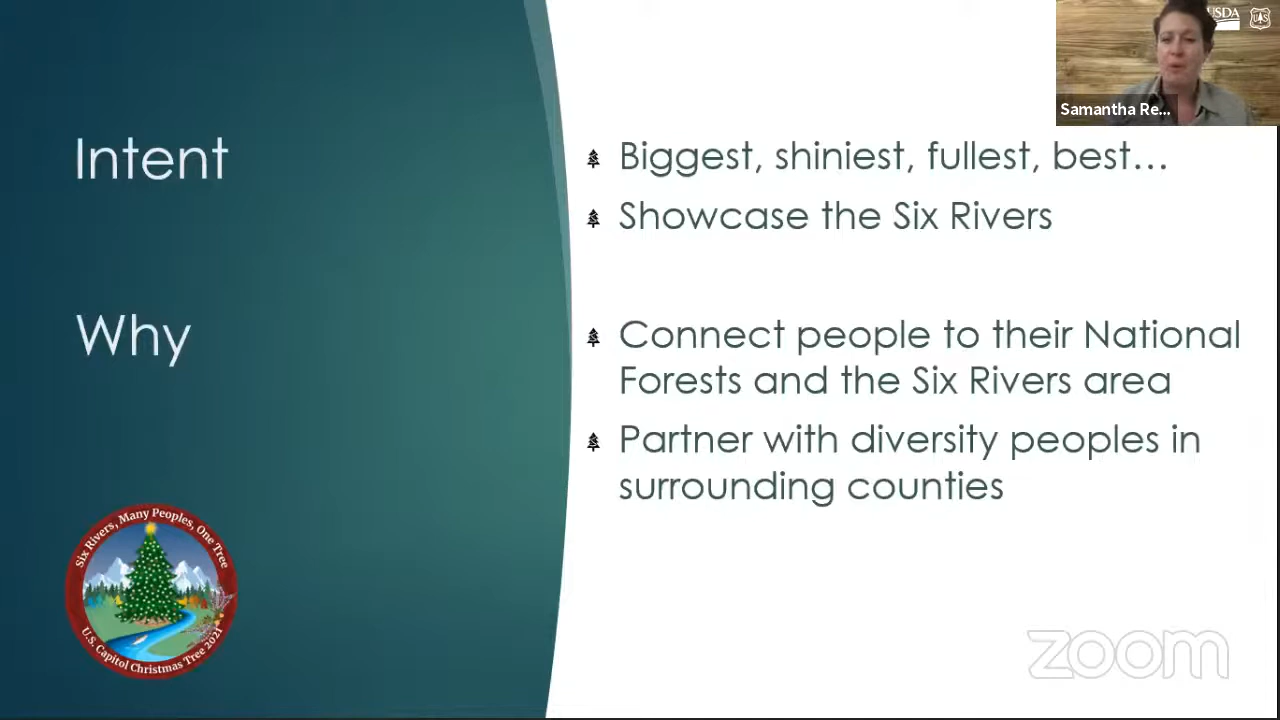 USDA
UAS
Samantha Re...
Intent
Biggest, shiniest, fullest, best...
Showcase the Six Rivers
Why
Connect people to their National
Forests and the Six Rivers area
Partner with diversity peoples in
surrounding counties
Six Rivers, Many Peoples, One Tree
U.S. Capitol Christmas Tree 2021
zoom